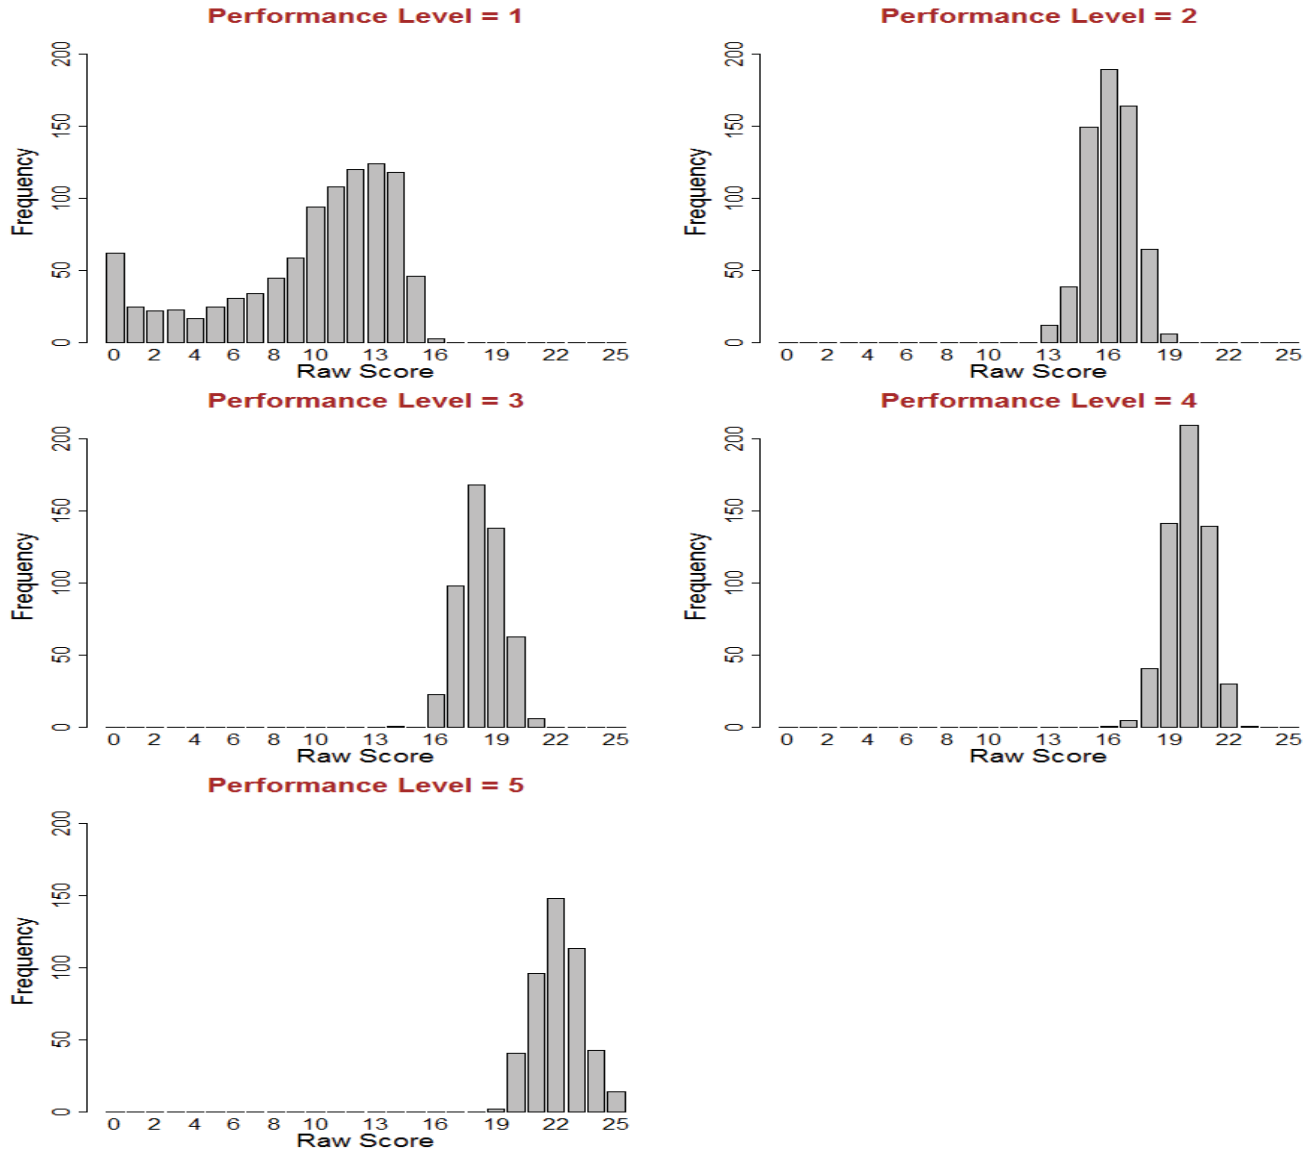 Performance Level = 1
Frequency
0 50 100 150 200
0 2 4 6 8 10 13 16 19 22 25
Raw Score
Performance Level = 2
Frequency
0 50 100 150 200
0 2 4 6 8 10 13 16 19 22 25
Raw Score
Performance Level = 3
Frequency
0 50 100 150 200
0 2 4 6 8 10 13 16 19 22 25
Raw Score
Performance Level = 4
Frequency
0 50 100 150 200
0 2 4 6 8 10 13 16 19 22 25
Raw Score
Performance Level = 5
Frequency
0 50 100 150 200
0 2 4 6 8 10 13 16 19 22 25
Raw Score